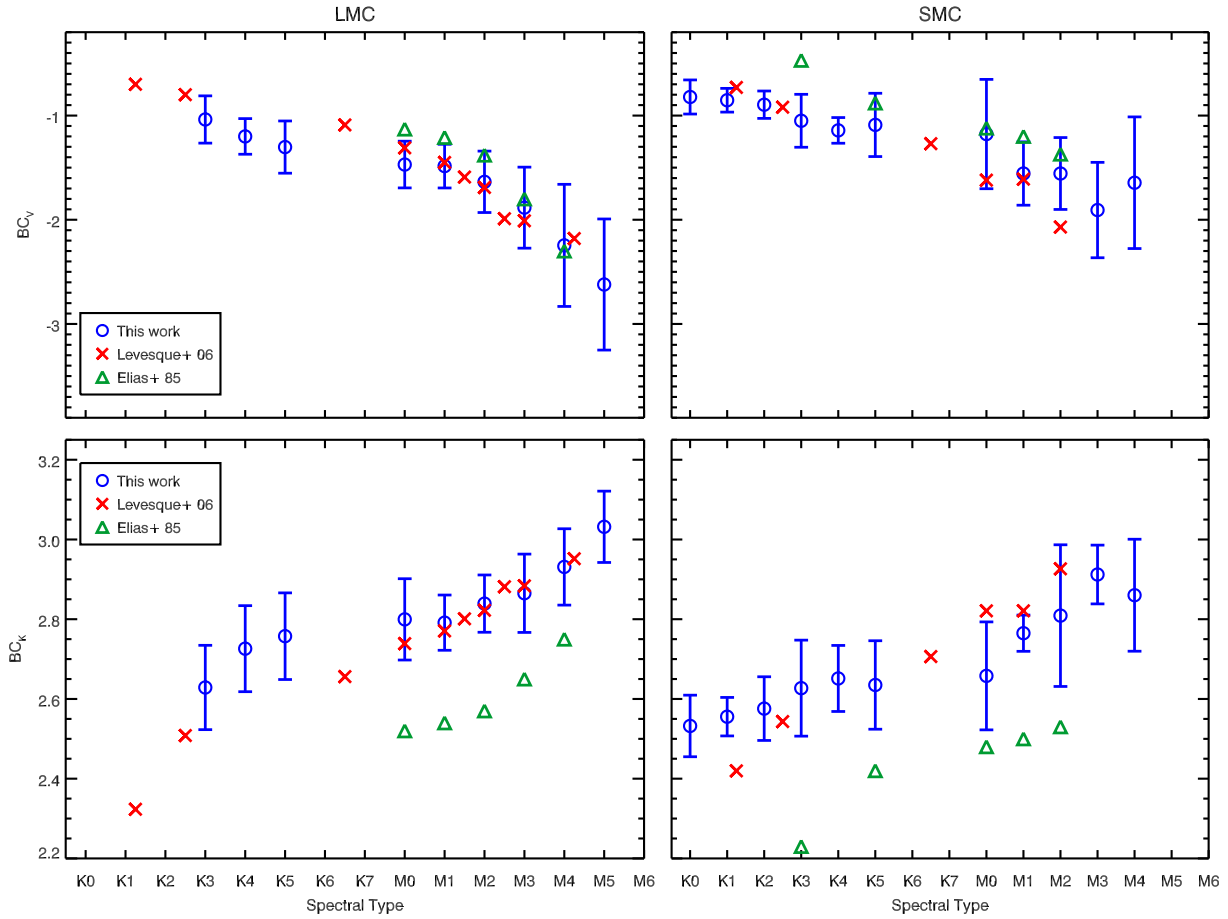 LMC
SMC
BCV
-1
-2
-3
This work
Levesque+ 06
Elias+ 85
BCK
3.2
3.0
2.8
2.6
2.4
2.2
This work
Levesque+ 06
Elias+ 85
K0 K1 K2 K3 K4 K5 K6 K7 M0 M1 M2 M3 M4 M5 M6
K0 K1 K2 K3 K4 K5 K6 K7 M0 M1 M2 M3 M4 M5 M6
Spectral Type
Spectral Type